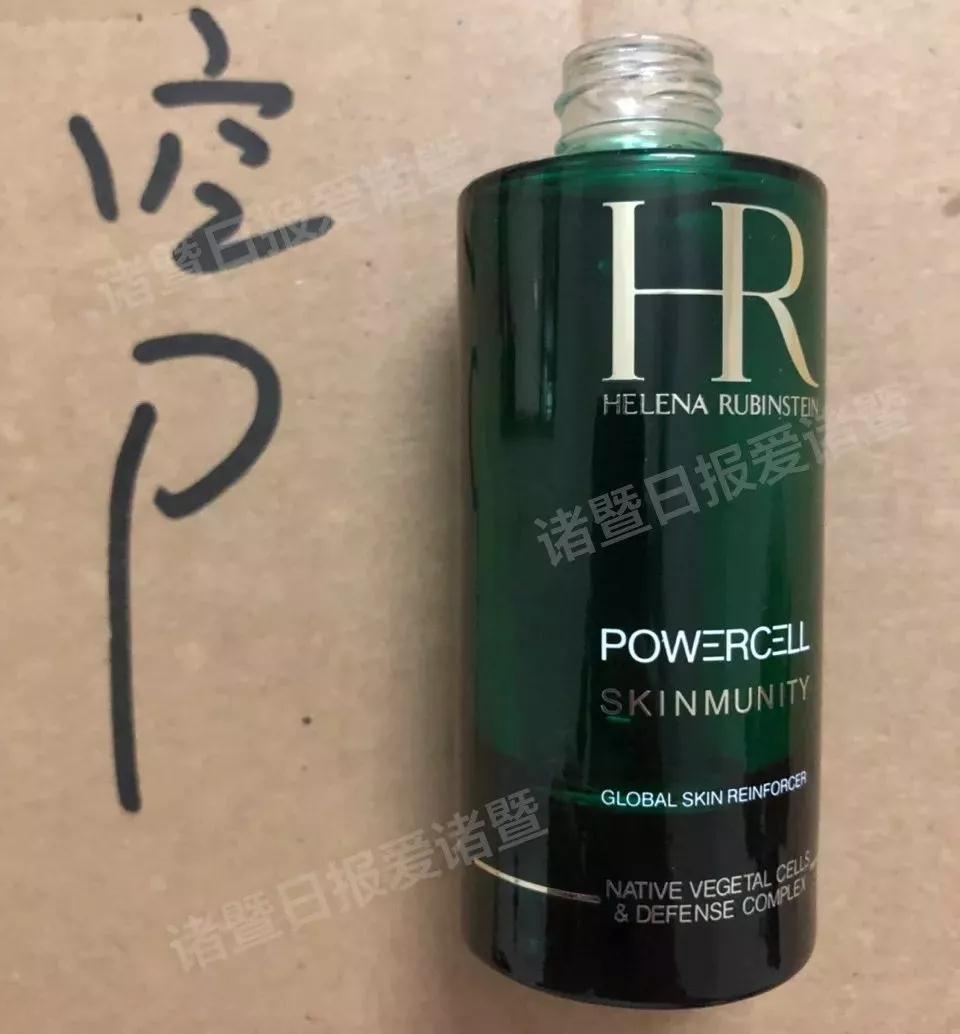 空
P
HR
HELENA RUBINSTEIN
POWERCELL
SKINMUNITY
GLOBAL SKIN REINFORCER
NATIVE VEGETAL CELLS
& DEFENSE COMPLEX
诸暨日报爱诸暨
诸暨日报爱诸暨
诸暨日报爱诸暨